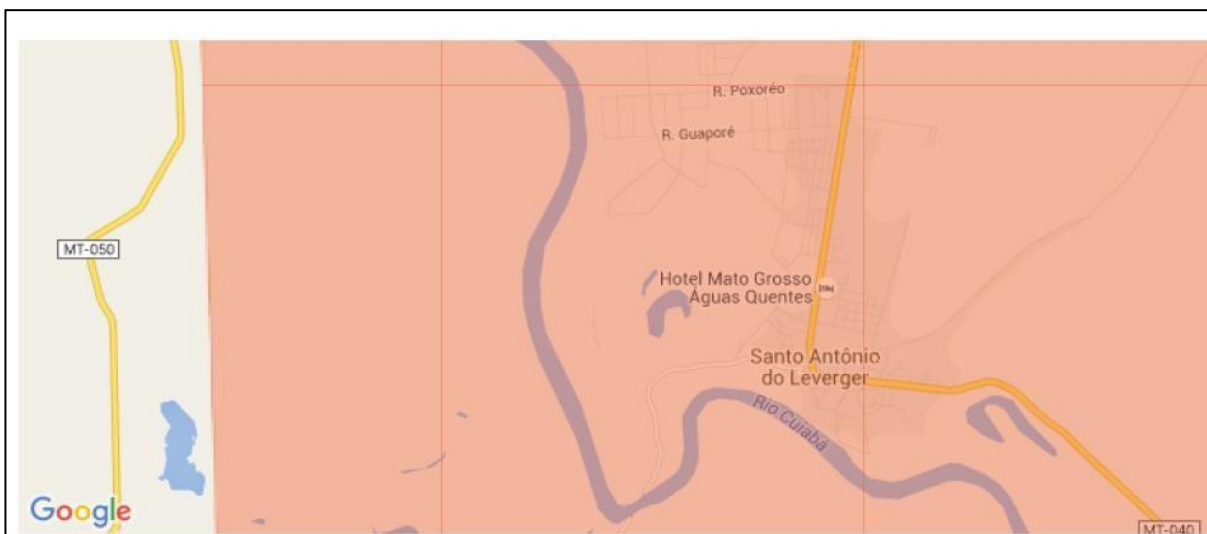 R. Poxoréo
R. Guaporé
MT-050
Hotel Mato Grosso
Águas Quentes
Santo Antônio
do Leverger
Rio Cuiabá
Google
MT-040